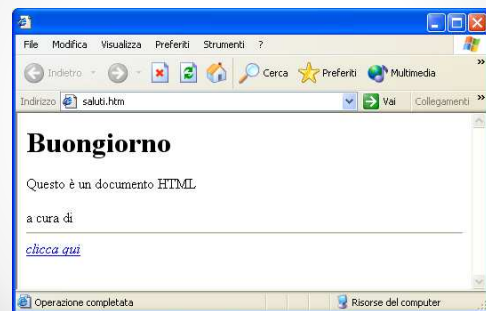 File Modifica Visualizza Preferiti Strumenti ?
Indietro Cerca Preferiti Multimedia »
Indirizzo saluti.htm Vai Collegamenti »
Buongiorno
Questo è un documento HTML
a cura di
clicca qui
Operazione completata Risorse del computer